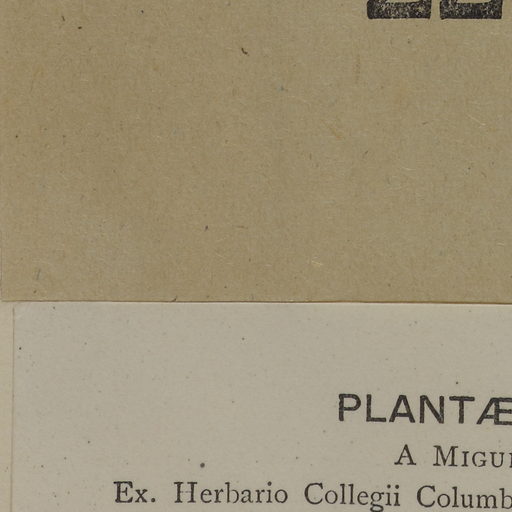 PLANTÆ
A MIGU
Ex. Herbario Collegii Columb